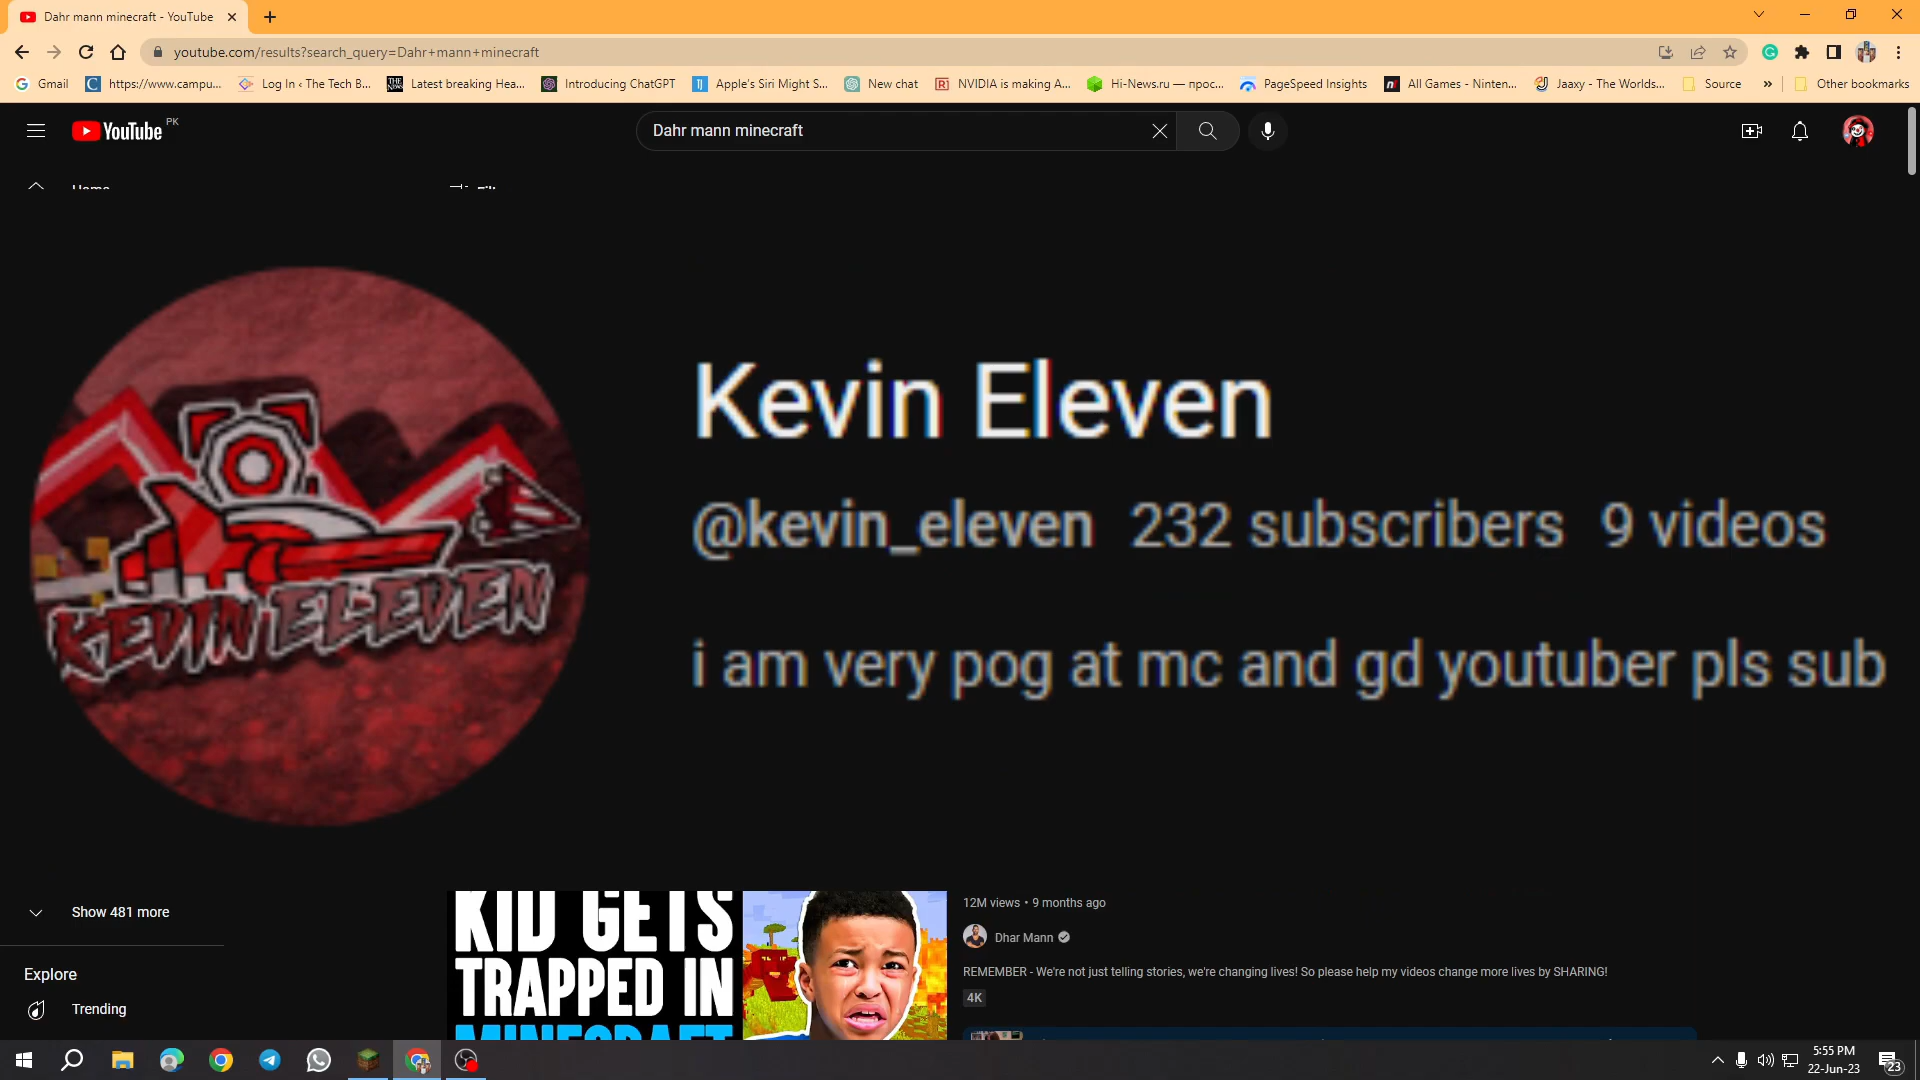 Dahr mann minecraft - YouTube
youtube.com/results?search_query=Dahr+mann+minecraft
Gmail
https://www.campu...
Log In ‹ The Tech B...
Latest breaking Hea...
Introducing ChatGPT
Apple's Siri Might S...
New chat
NVIDIA is making A...
Hi-News.ru — прос...
PageSpeed Insights
All Games - Ninten...
Jaaxy - The Worlds...
Source
»
Other bookmarks
YouTube PK
Dahr mann minecraft
Home
Kevin Eleven
@kevin_eleven 232 subscribers 9 videos
i am very pog at mc and gd youtuber pls sub
KEVIN ELEVEN
Show 481 more
Explore
Trending
KID GETS
TRAPPED IN
MINECRAFT
12M views • 9 months ago
Dhar Mann
REMEMBER - We're not just telling stories, we're changing lives! So please help my videos change more lives by SHARING!
4K
5:55 PM
22-Jun-23
23